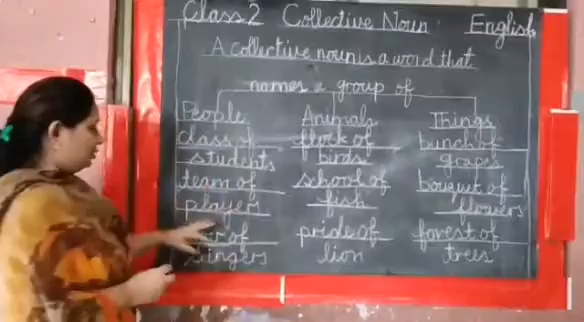 Class 2 Collective Noun English
A collective noun is a word that
names a group of
People Animals Things
class of flock of bunch of
students birds grapes
team of school of bouquet of
players fish flowers
of pride of forest of
singers lion trees